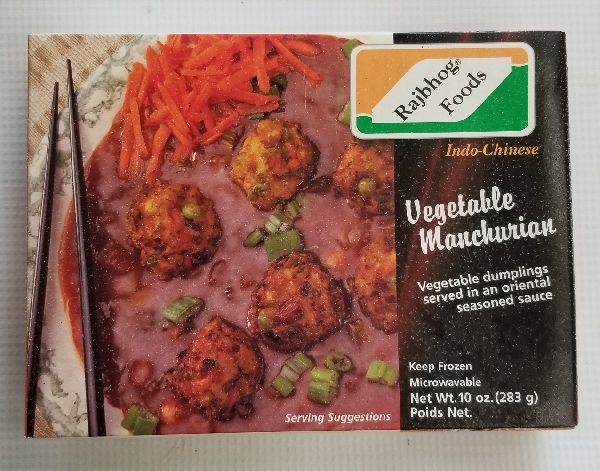 Rajbhog®
Foods
Indo-Chinese
Vegetable
Manchurian
Vegetable dumplings
served in an oriental
seasoned sauce
Keep Frozen
Microwavable
Net Wt.10 oz.(283 g)
Poids Net.
Serving Suggestions